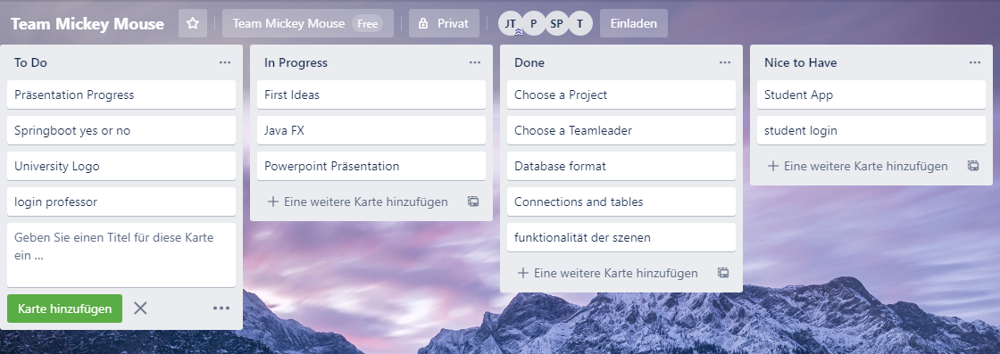 Team Mickey Mouse
Team Mickey Mouse Free
Privat
JT P SP T
Einladen
To Do
Präsentation Progress
Springboot yes or no
University Logo
login professor
Geben Sie einen Titel für diese Karte
ein ...
Karte hinzufügen
In Progress
First Ideas
Java FX
Powerpoint Präsentation
Eine weitere Karte hinzufügen
Done
Choose a Project
Choose a Teamleader
Database format
Connections and tables
funktionalität der szenen
Eine weitere Karte hinzufügen
Nice to Have
Student App
student login
Eine weitere Karte hinzufügen